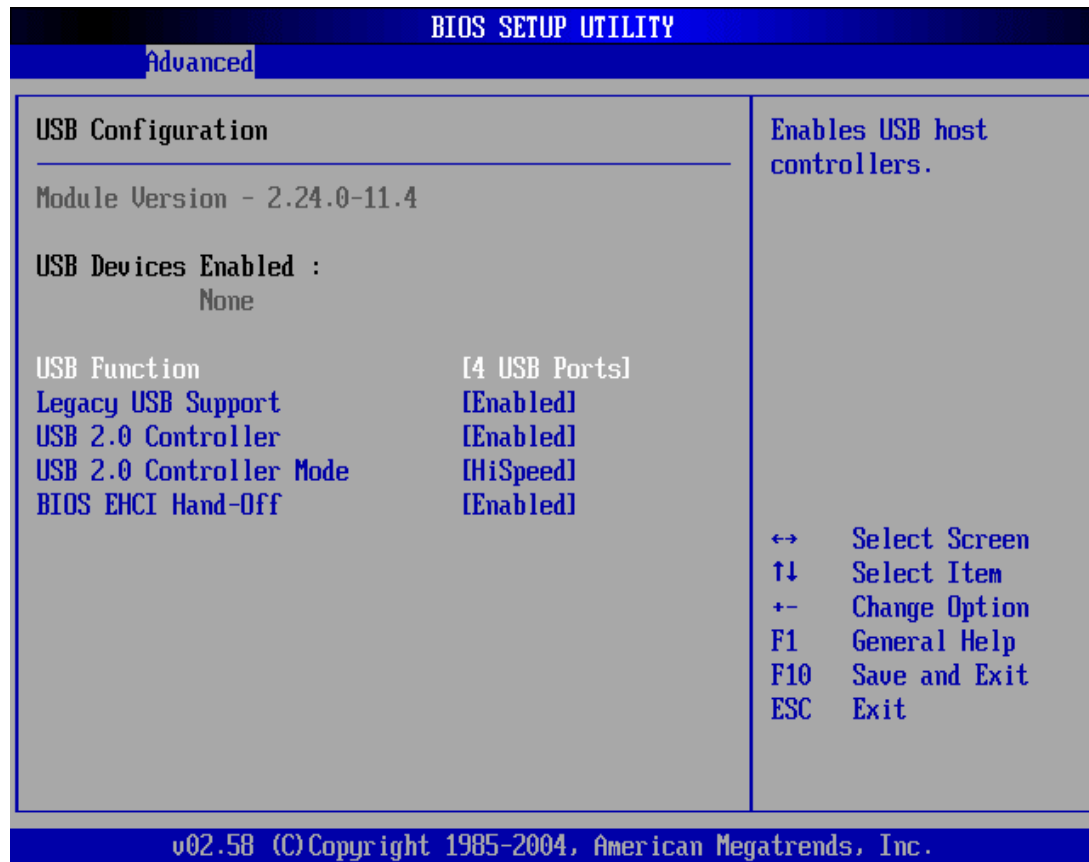 BIOS SETUP UTILITY
Advanced
USB Configuration
Module Version - 2.24.0-11.4
USB Devices Enabled :
None
USB Function [4 USB Ports]
Legacy USB Support [Enabled]
USB 2.0 Controller [Enabled]
USB 2.0 Controller Mode [HiSpeed]
BIOS EHCI Hand-Off [Enabled]
Enables USB host
controllers.
↔ Select Screen
↑↓ Select Item
+- Change Option
F1 General Help
F10 Save and Exit
ESC Exit
v02.58 (C)Copyright 1985-2004, American Megatrends, Inc.